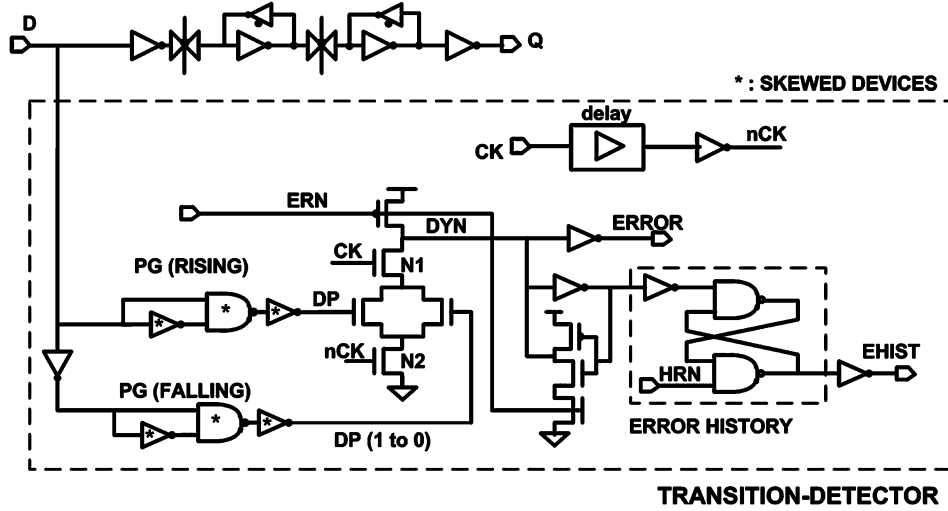 D
Q
* : SKEWED DEVICES
delay
CK
nCK
ERN
DYN
ERROR
CK
N1
PG (RISING)
*
*
*
DP
nCK
N2
HRN
EHIST
PG (FALLING)
*
*
*
DP (1 to 0)
ERROR HISTORY
TRANSITION-DETECTOR